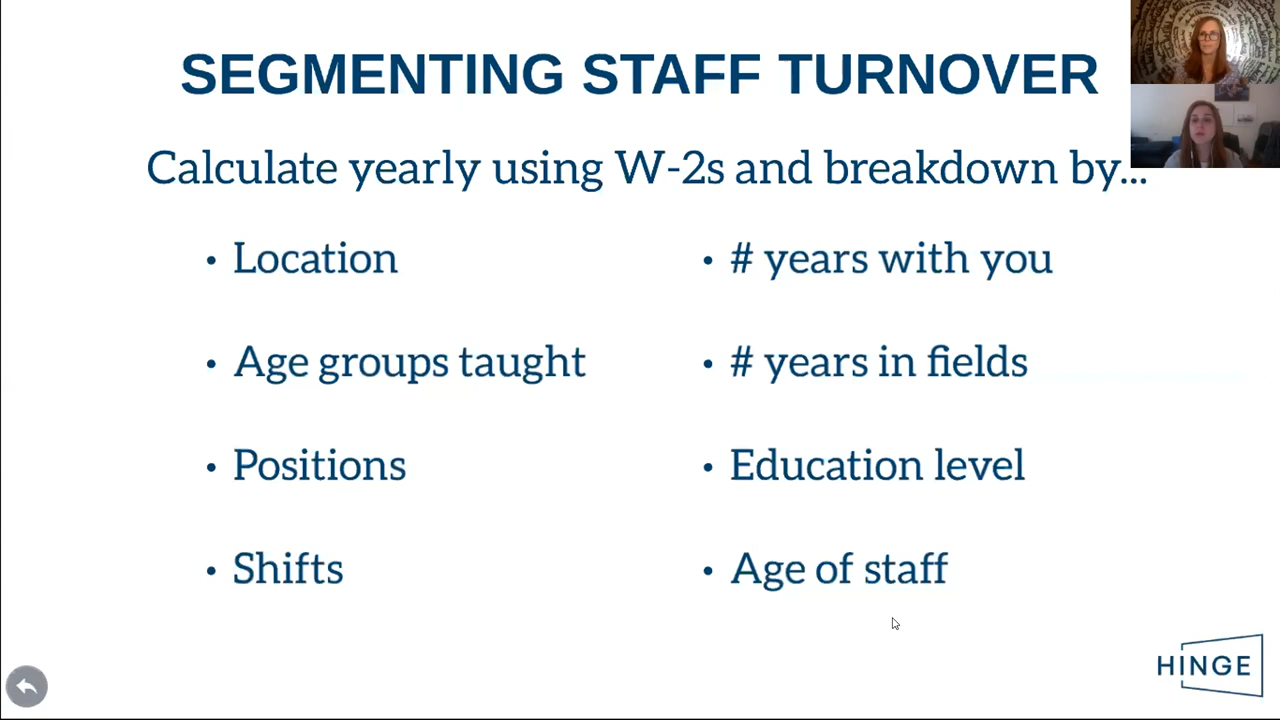 SEGMENTING STAFF TURNOVER
Calculate yearly using W-2s and breakdown by...
• Location
• Age groups taught
• Positions
• Shifts
• # years with you
• # years in fields
• Education level
• Age of staff
HINGE